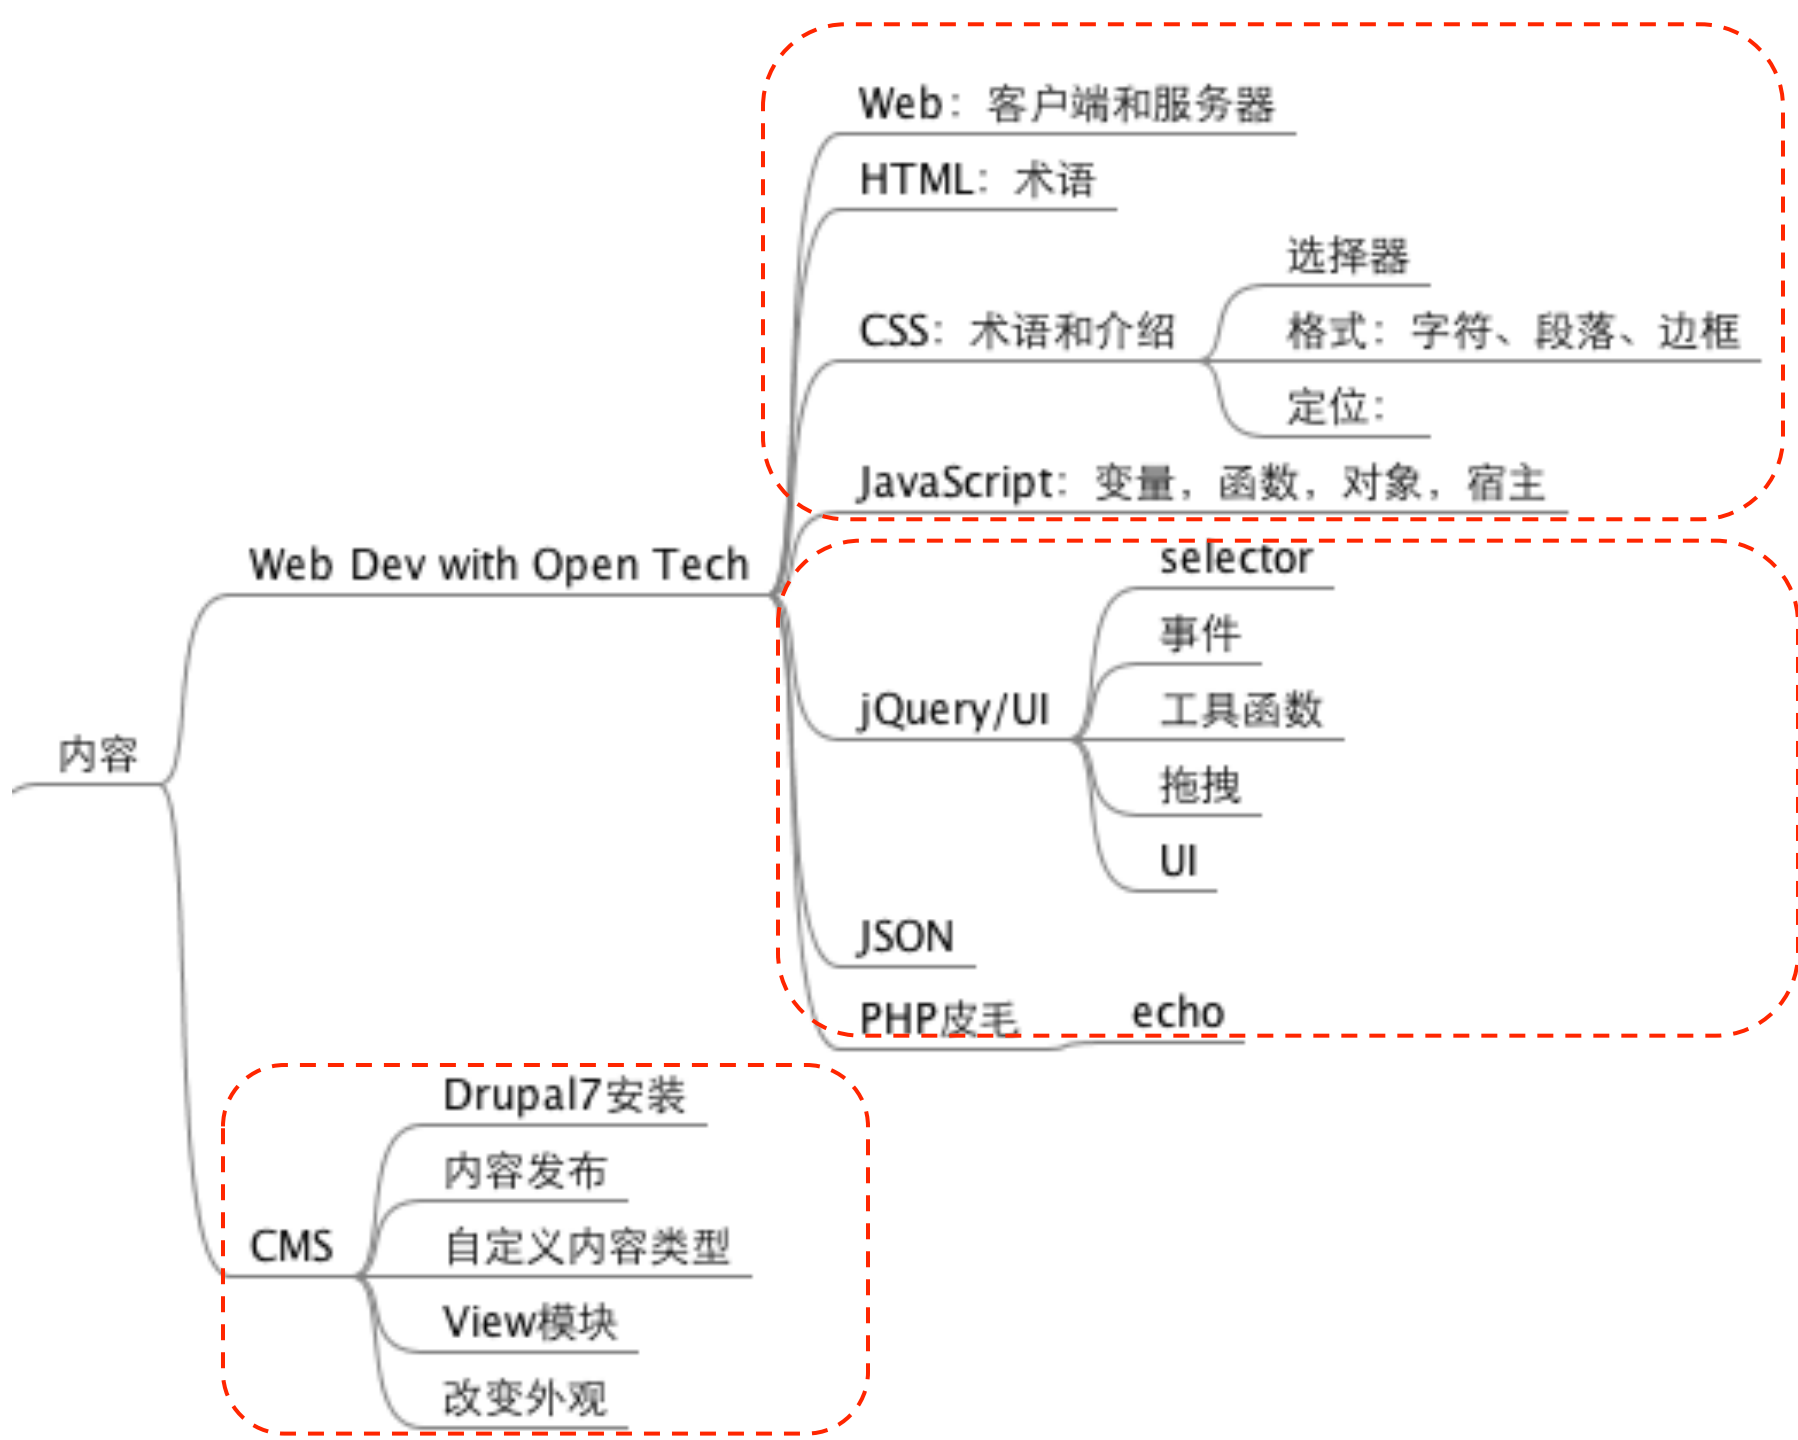 Web：客户端和服务器
HTML：术语
选择器
CSS：术语和介绍
格式：字符、段落、边框
定位：
JavaScript：变量，函数，对象，宿主
Web Dev with Open Tech
selector
事件
jQuery/UI
工具函数
内容
拖拽
UI
JSON
PHP皮毛
echo
Drupal7安装
内容发布
CMS
自定义内容类型
View模块
改变外观